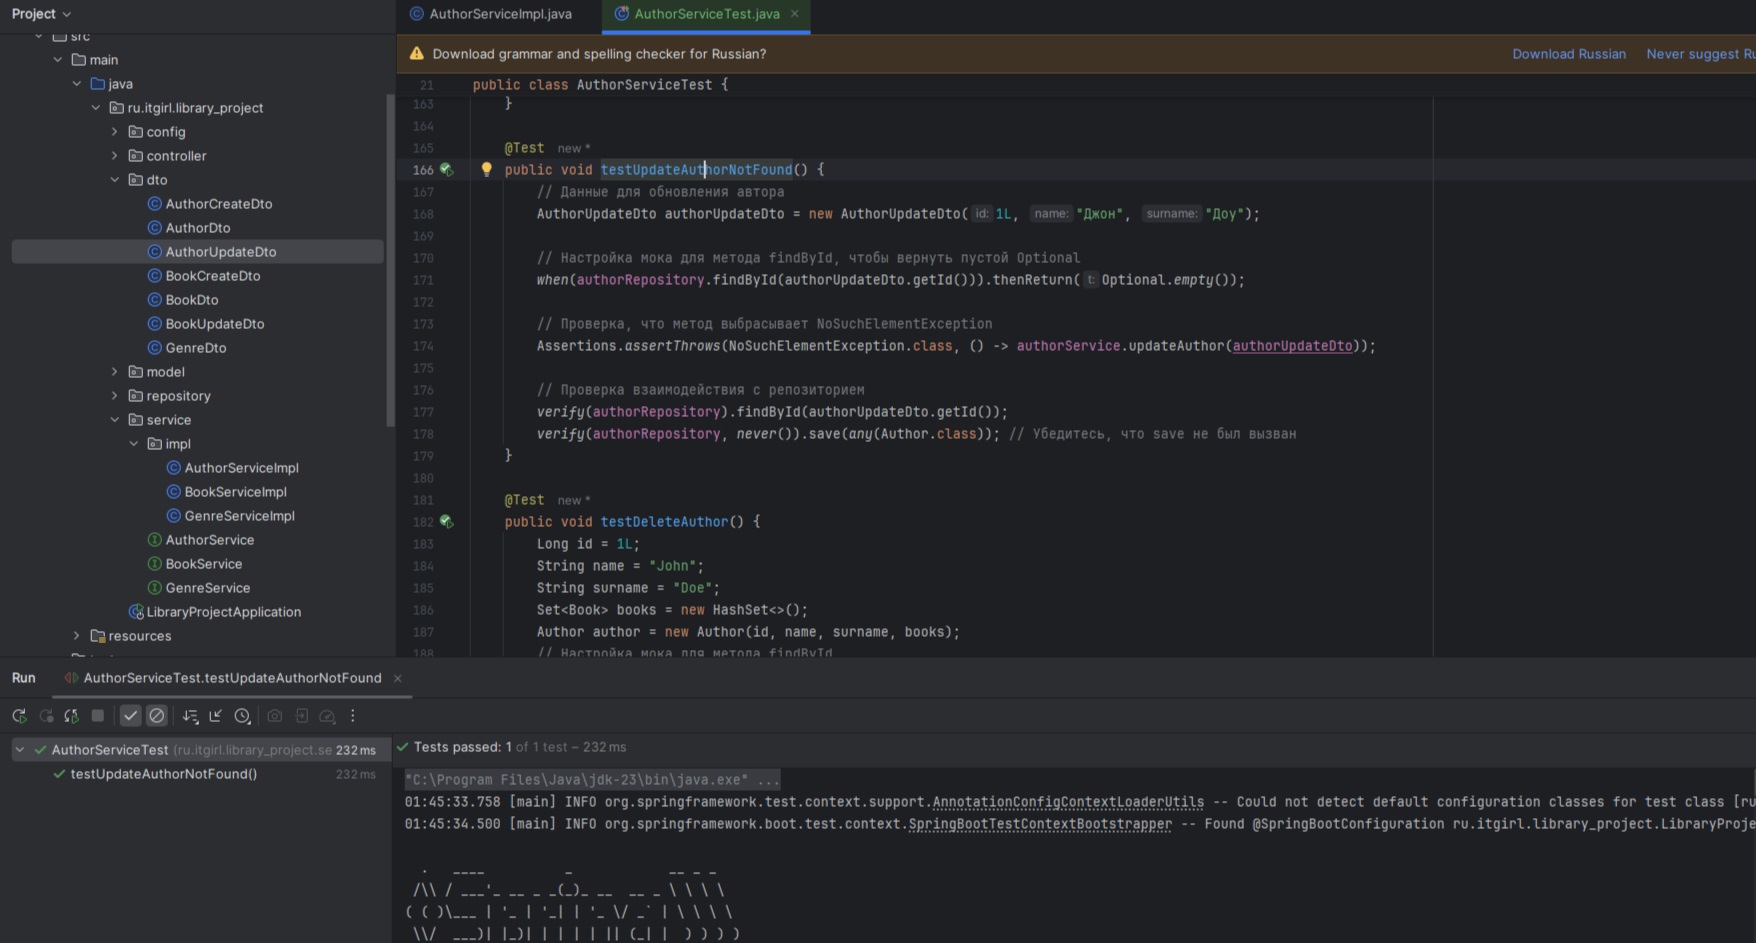 Project
AuthorServiceImpl.java
AuthorServiceTest.java
Download grammar and spelling checker for Russian?
Download Russian
Never suggest Ru
src
main
java
ru.itgirl.library_project
config
controller
dto
AuthorCreateDto
AuthorDto
AuthorUpdateDto
BookCreateDto
BookDto
BookUpdateDto
GenreDto
model
repository
service
impl
AuthorServiceImpl
BookServiceImpl
GenreServiceImpl
AuthorService
BookService
GenreService
LibraryProjectApplication
resources
21 public class AuthorServiceTest {
163 }
164
165 @Test new *
166 public void testUpdateAuthorNotFound() {
167 // Данные для обновления автора
168 AuthorUpdateDto authorUpdateDto = new AuthorUpdateDto( id: 1L, name: "Джон", surname: "Доу");
169
170 // Настройка мока для метода findById, чтобы вернуть пустой Optional
171 when(authorRepository.findById(authorUpdateDto.getId())).thenReturn( t: Optional.empty());
172
173 // Проверка, что метод выбрасывает NoSuchElementException
174 Assertions.assertThrows(NoSuchElementException.class, () -> authorService.updateAuthor(authorUpdateDto));
175
176 // Проверка взаимодействия с репозиторием
177 verify(authorRepository).findById(authorUpdateDto.getId());
178 verify(authorRepository, never()).save(any(Author.class)); // Убедитесь, что save не был вызван
179 }
180
181 @Test new *
182 public void testDeleteAuthor() {
183 Long id = 1L;
184 String name = "John";
185 String surname = "Doe";
186 Set<Book> books = new HashSet<>();
187 Author author = new Author(id, name, surname, books);
188 // Настройка мока для метода findById
Run
AuthorServiceTest.testUpdateAuthorNotFound
AuthorServiceTest (ru.itgirl.library_project.se 232 ms
testUpdateAuthorNotFound() 232 ms
Tests passed: 1 of 1 test – 232 ms
"C:\Program Files\Java\jdk-23\bin\java.exe" ...
01:45:33.758 [main] INFO org.springframework.test.context.support.AnnotationConfigContextLoaderUtils -- Could not detect default configuration classes for test class [ru
01:45:34.500 [main] INFO org.springframework.boot.test.context.SpringBootTestContextBootstrapper -- Found @SpringBootConfiguration ru.itgirl.library_project.LibraryProje